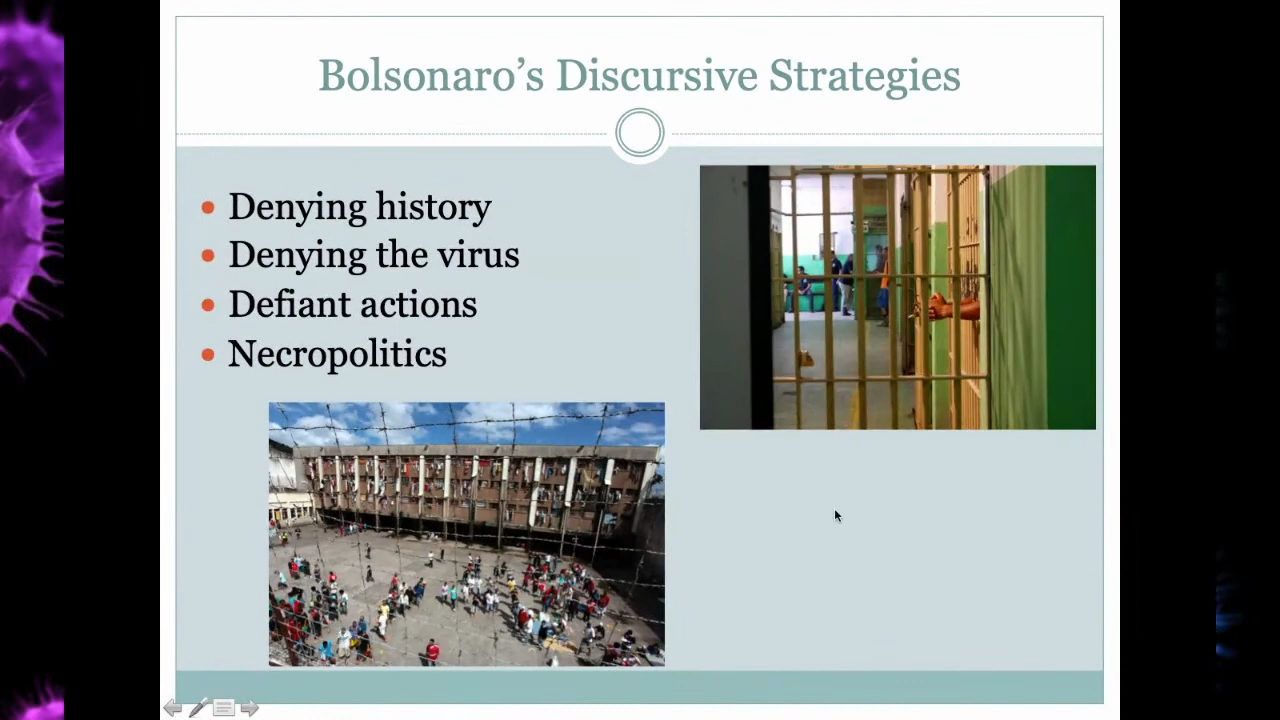 Bolsonaro’s Discursive Strategies
Denying history
Denying the virus
Defiant actions
Necropolitics